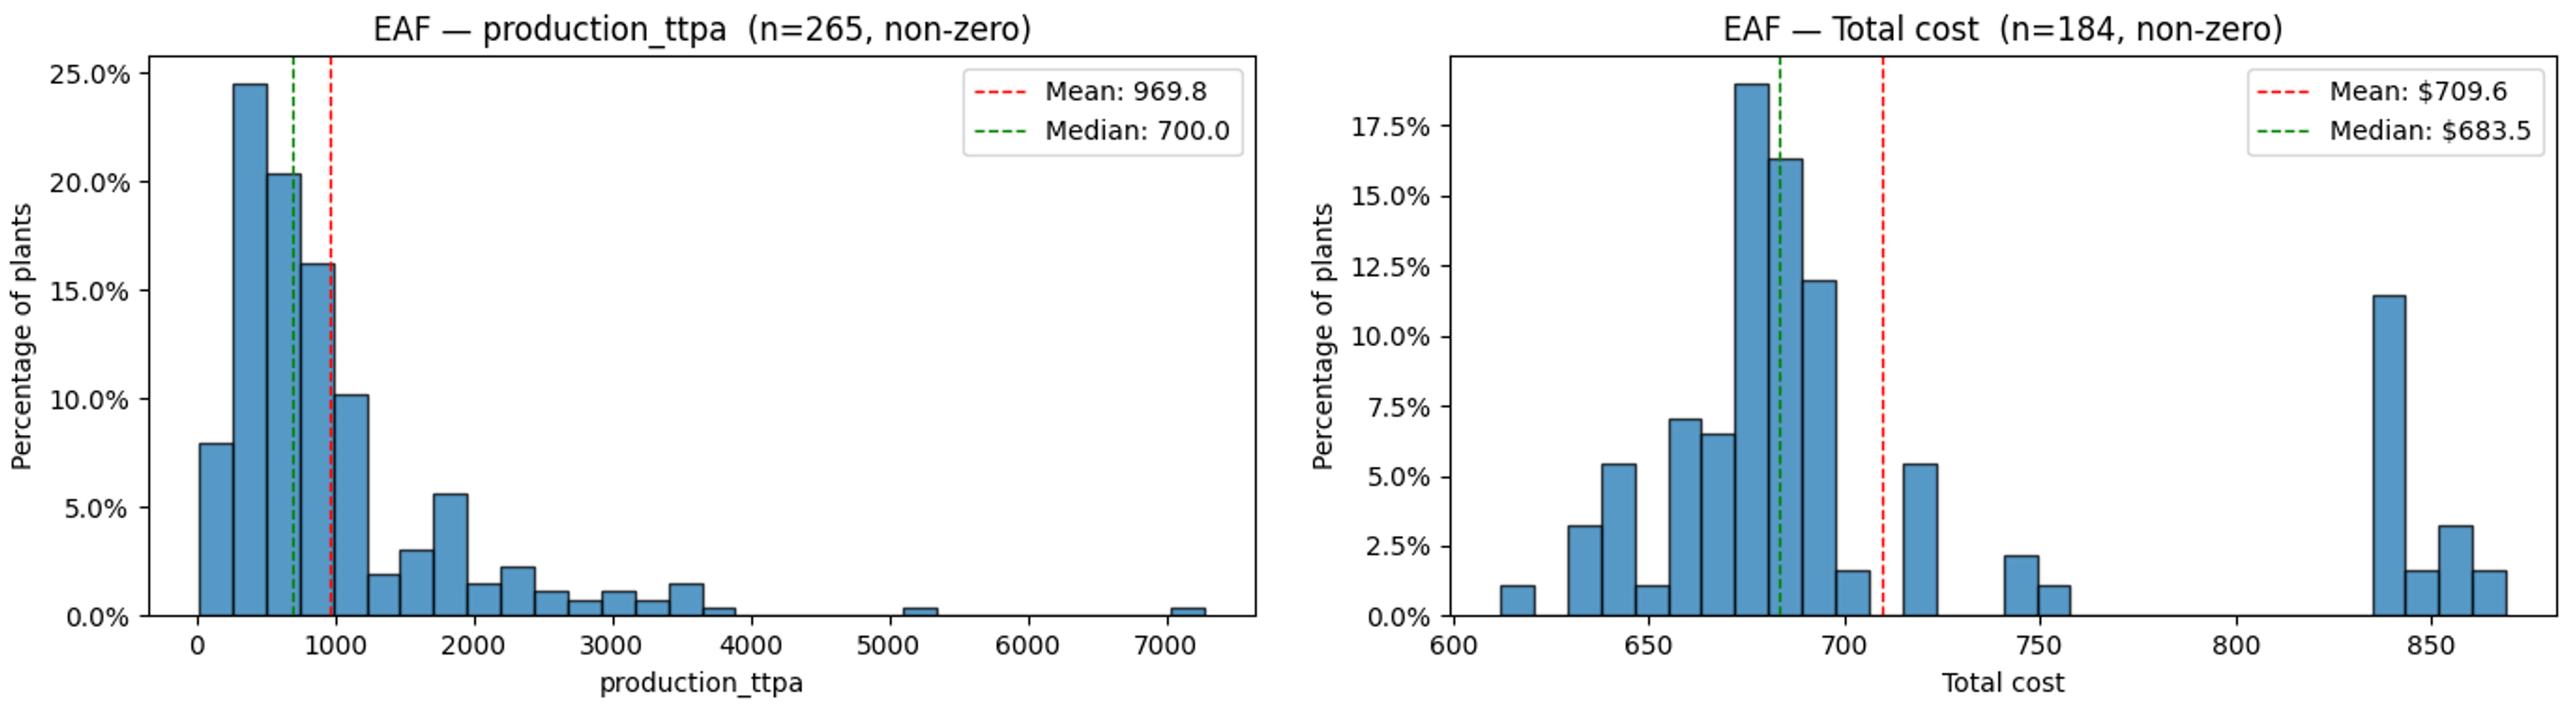 EAF — production_ttpa (n=265, non-zero)
Mean: 969.8
Median: 700.0
Percentage of plants
25.0%
20.0%
15.0%
10.0%
5.0%
0.0%
0 1000 2000 3000 4000 5000 6000 7000
production_ttpa
EAF — Total cost (n=184, non-zero)
Mean: $709.6
Median: $683.5
Percentage of plants
17.5%
15.0%
12.5%
10.0%
7.5%
5.0%
2.5%
0.0%
600 650 700 750 800 850
Total cost